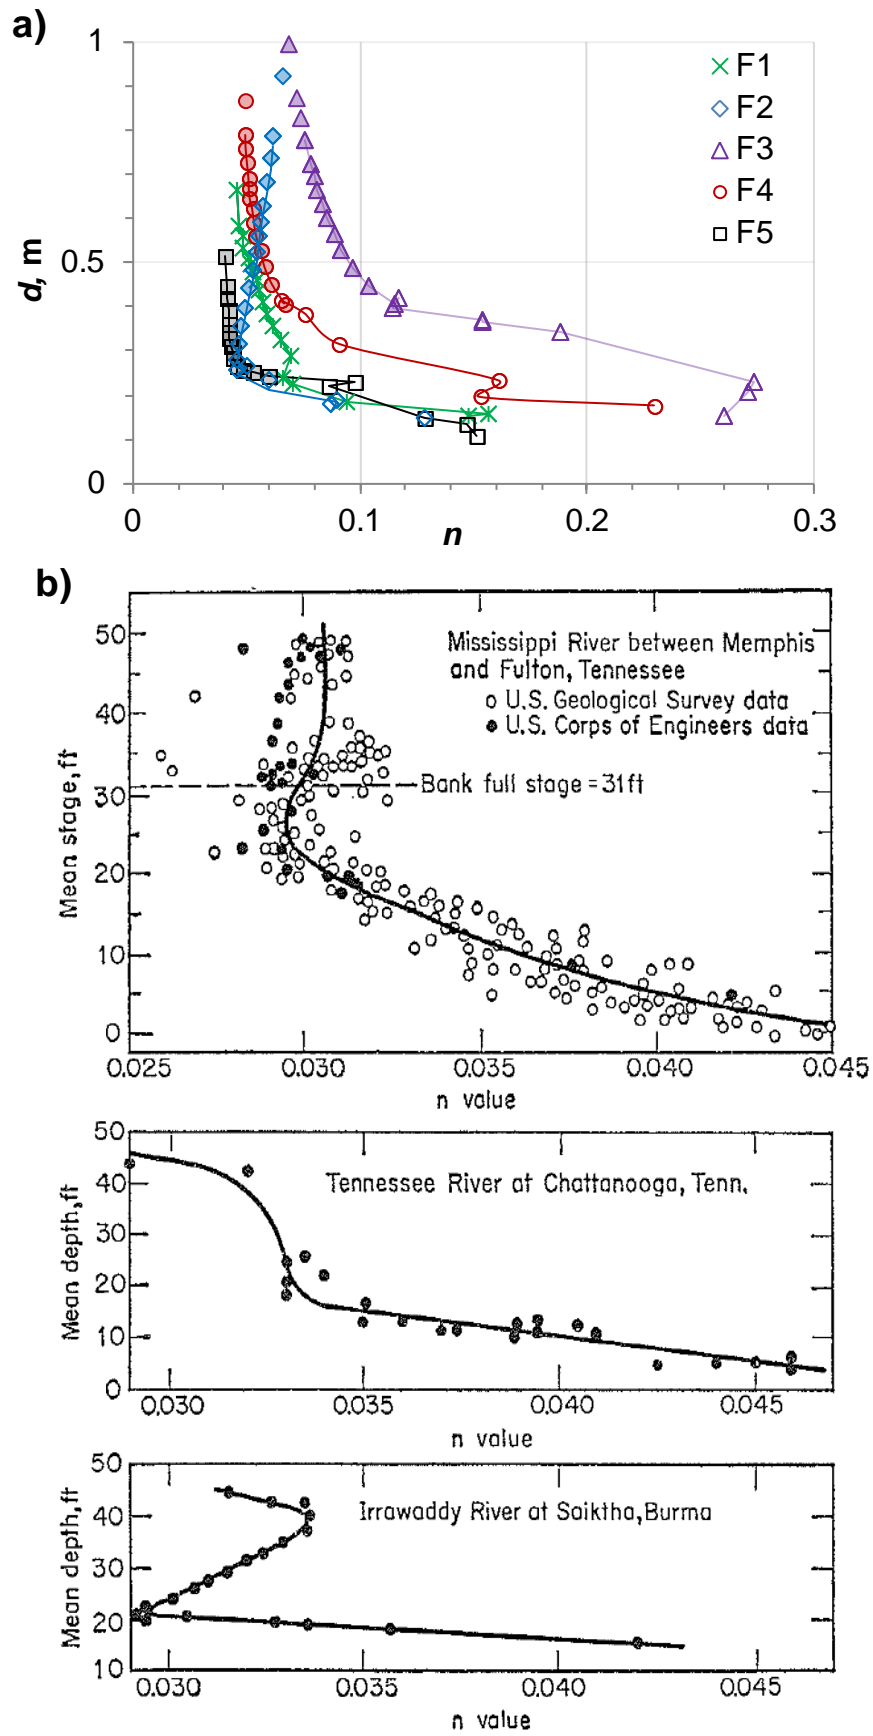 a)
1
0.5
0
d, m
0
0.1
0.2
0.3
n
F1
F2
F3
F4
F5
b)
50
40
30
20
10
0
Mean stage, ft
Mississippi River between Memphis
and Fulton, Tennessee
U.S. Geological Survey data
U.S. Corps of Engineers data
Bank full stage = 31ft
0.025
0.030
0.035
0.040
0.045
n value
50
40
30
20
10
0
Mean depth, ft
Tennessee River at Chattanooga, Tenn.
0.030
0.035
0.040
0.045
n value
50
40
30
20
10
Mean depth, ft
Irrawaddy River at Saiktha, Burma
0.030
0.035
0.040
0.045
n value